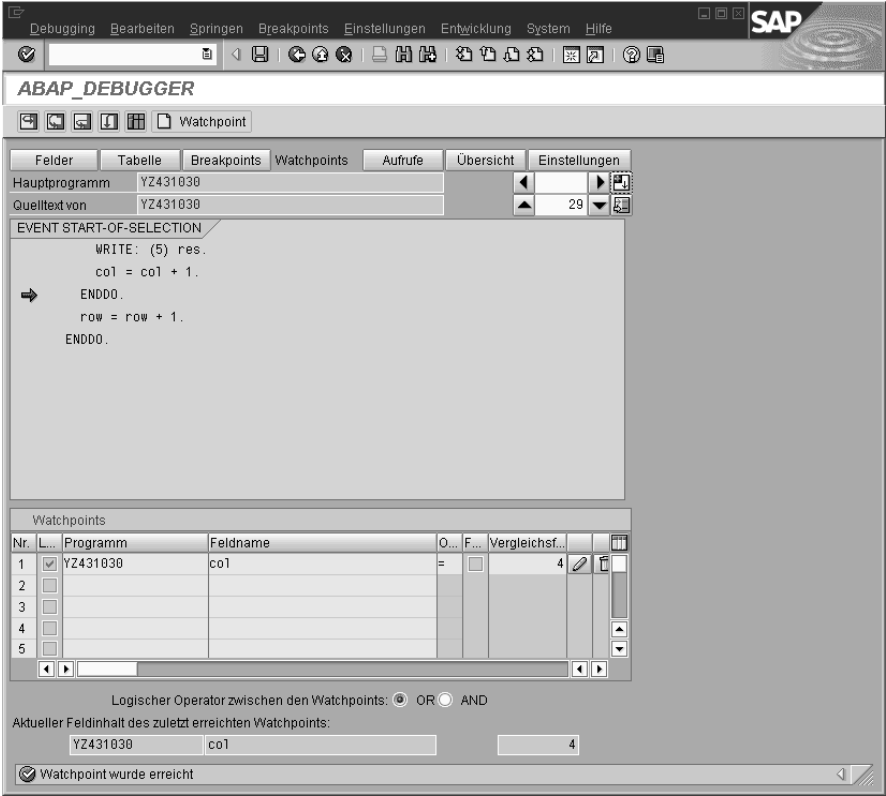 Debugging Bearbeiten Springen Breakpoints Einstellungen Entwicklung System Hilfe
SAP
ABAP_DEBUGGER
Watchpoint
Felder Tabelle Breakpoints Watchpoints Aufrufe Übersicht Einstellungen
Hauptprogramm YZ431030
Quelltext von YZ431030 29
EVENT START-OF-SELECTION
WRITE: (5) res.
col = col + 1.
ENDDO.
row = row + 1.
ENDDO.
Watchpoints
Nr. L... Programm Feldname O... F... Vergleichsf...
1 YZ431030 col = 4
2
3
4
5
Logischer Operator zwischen den Watchpoints: OR AND
Aktueller Feldinhalt des zuletzt erreichten Watchpoints:
YZ431030 col 4
Watchpoint wurde erreicht